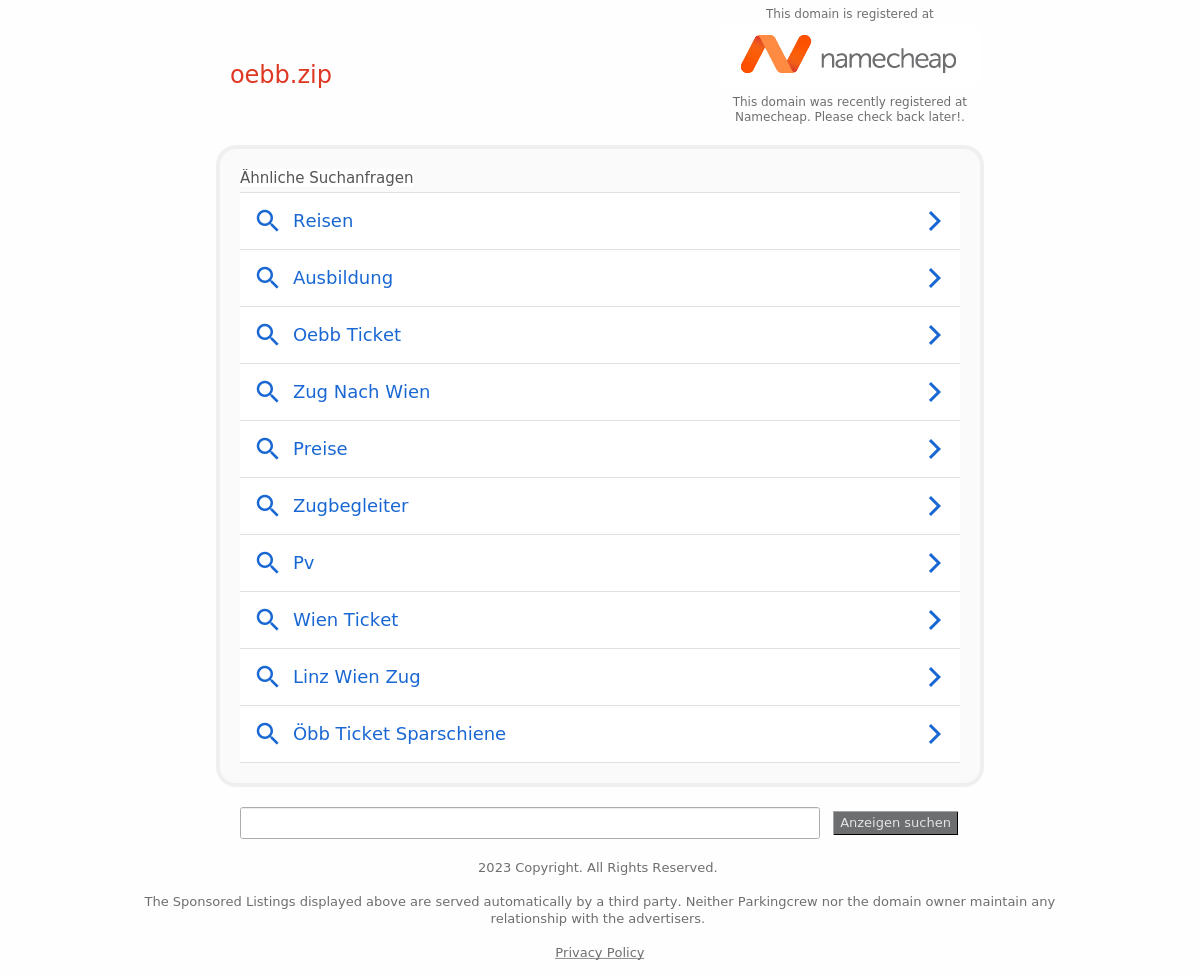 This domain is registered at
namecheap
oebb.zip
This domain was recently registered at
Namecheap. Please check back later!.
Ähnliche Suchanfragen
Reisen
Ausbildung
Oebb Ticket
Zug Nach Wien
Preise
Zugbegleiter
Pv
Wien Ticket
Linz Wien Zug
Öbb Ticket Sparschiene
Anzeigen suchen
2023 Copyright. All Rights Reserved.
The Sponsored Listings displayed above are served automatically by a third party. Neither Parkingcrew nor the domain owner maintain any
relationship with the advertisers.
Privacy Policy